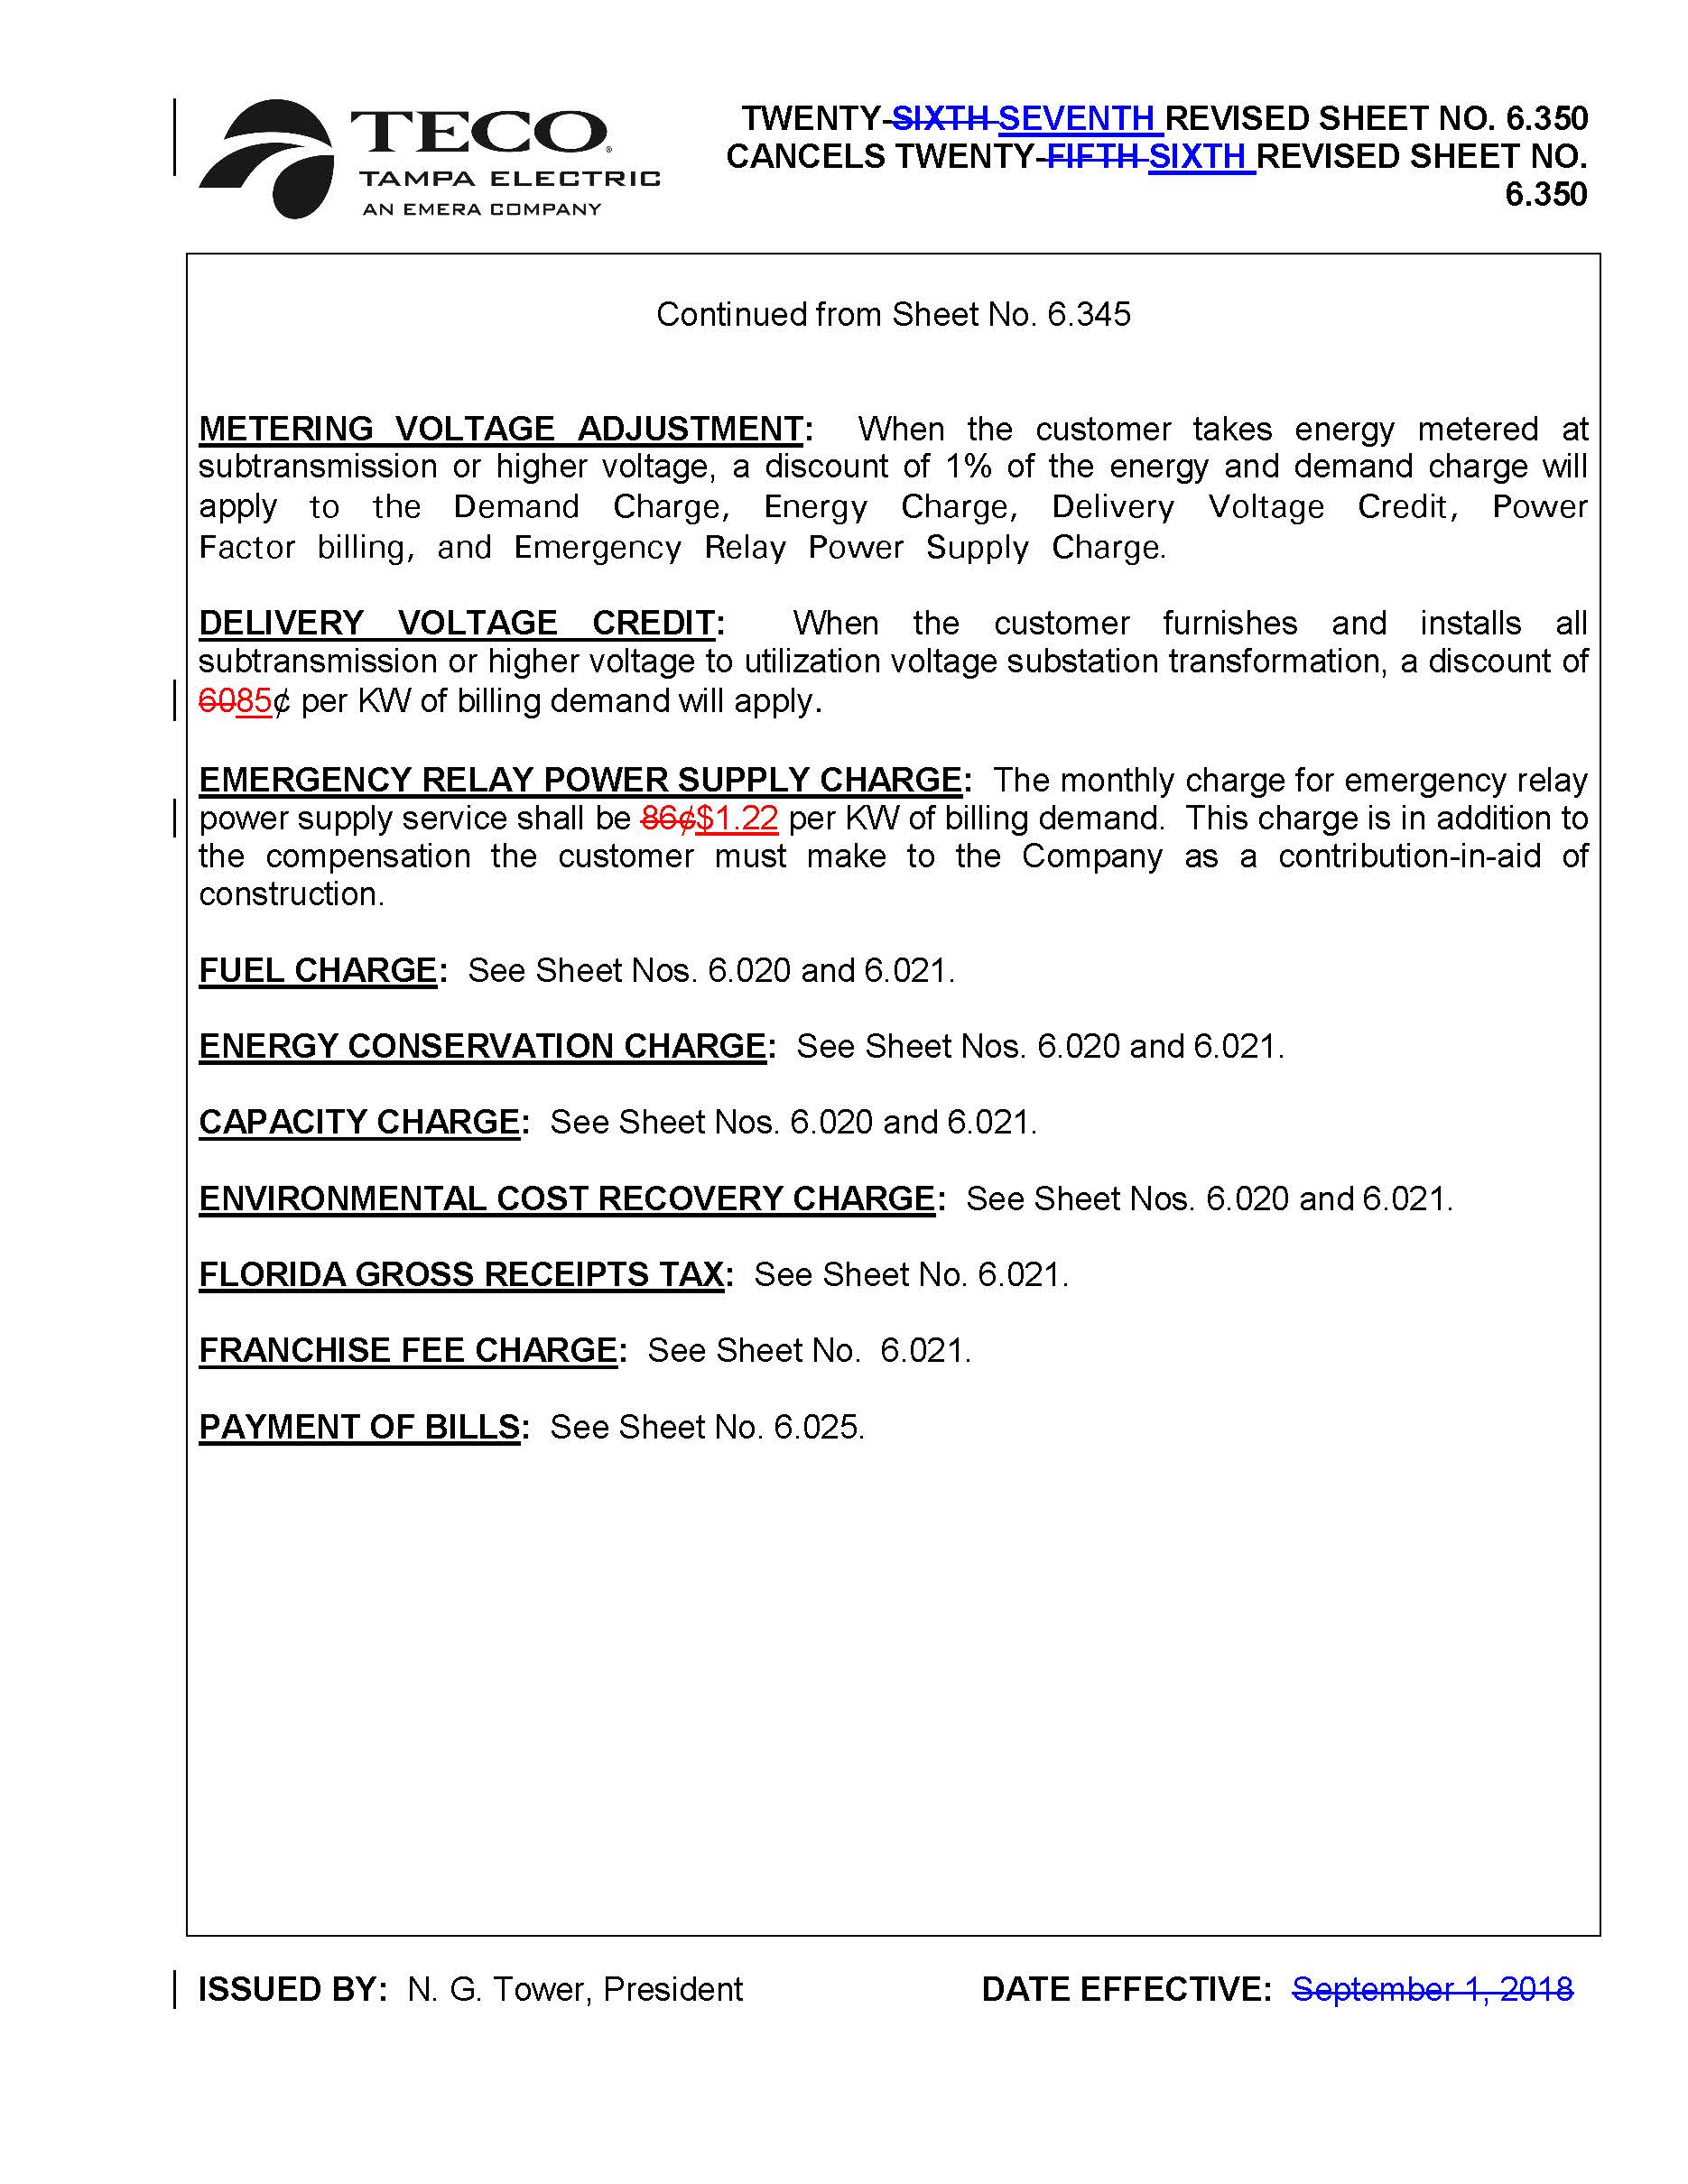 TECO®
TAMPA ELECTRIC
AN EMERA COMPANY
TWENTY-SIXTH SEVENTH REVISED SHEET NO. 6.350
CANCELS TWENTY-FIFTH SIXTH REVISED SHEET NO.
6.350
Continued from Sheet No. 6.345
METERING VOLTAGE ADJUSTMENT: When the customer takes energy metered at
subtransmission or higher voltage, a discount of 1% of the energy and demand charge will
apply to the Demand Charge, Energy Charge, Delivery Voltage Credit, Power
Factor billing, and Emergency Relay Power Supply Charge.
DELIVERY VOLTAGE CREDIT: When the customer furnishes and installs all
subtransmission or higher voltage to utilization voltage substation transformation, a discount of
6085¢ per KW of billing demand will apply.
EMERGENCY RELAY POWER SUPPLY CHARGE: The monthly charge for emergency relay
power supply service shall be 86¢$1.22 per KW of billing demand. This charge is in addition to
the compensation the customer must make to the Company as a contribution-in-aid of
construction.
FUEL CHARGE: See Sheet Nos. 6.020 and 6.021.
ENERGY CONSERVATION CHARGE: See Sheet Nos. 6.020 and 6.021.
CAPACITY CHARGE: See Sheet Nos. 6.020 and 6.021.
ENVIRONMENTAL COST RECOVERY CHARGE: See Sheet Nos. 6.020 and 6.021.
FLORIDA GROSS RECEIPTS TAX: See Sheet No. 6.021.
FRANCHISE FEE CHARGE: See Sheet No. 6.021.
PAYMENT OF BILLS: See Sheet No. 6.025.
ISSUED BY: N. G. Tower, President DATE EFFECTIVE: September 1, 2018